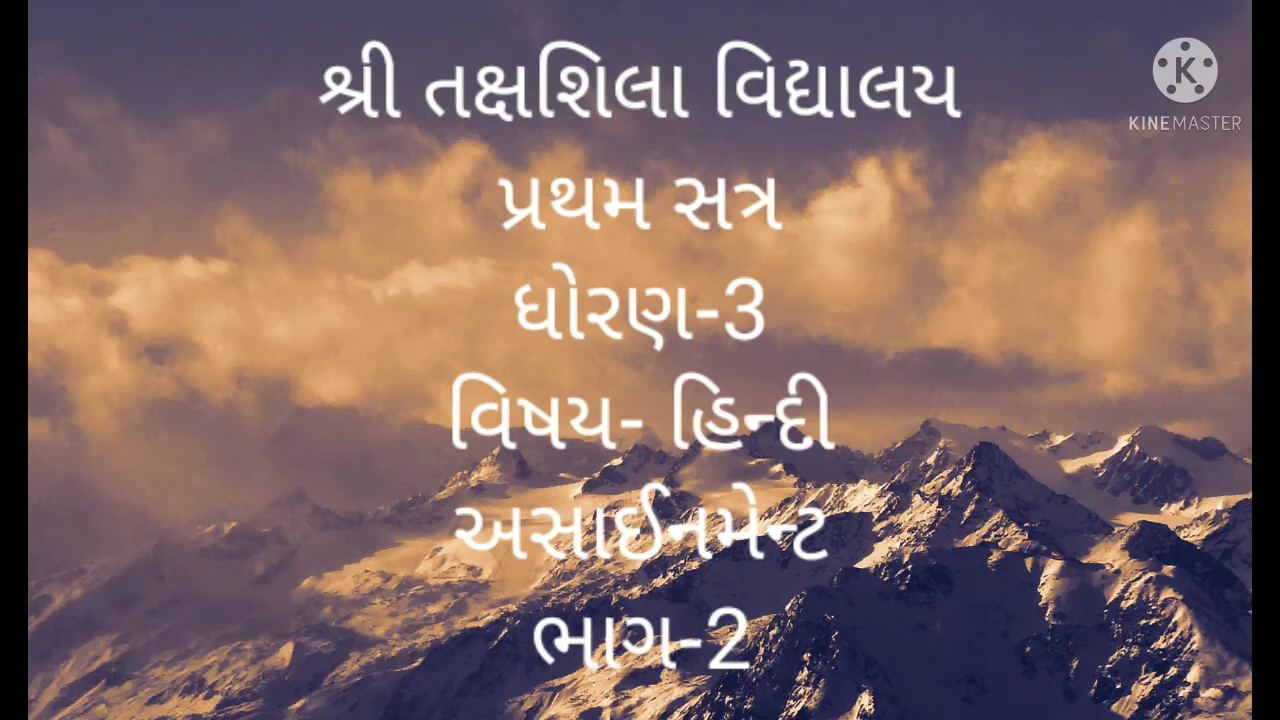 શ્રી તક્ષશિલા વિદ્યાલય
પ્રથમ સત્ર
ધોરણ-3
વિષય- હિન્દી
અસાઈનમેન્ટ
ભાગ-2
K
KINEMASTER